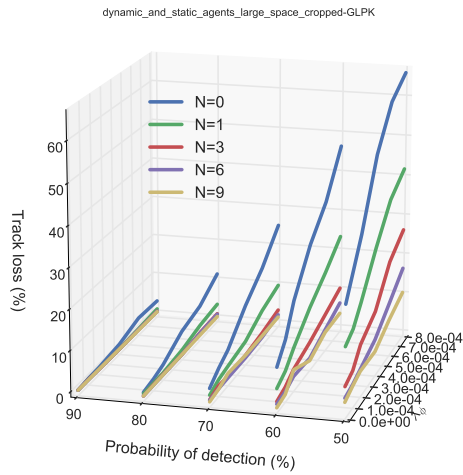 dynamic_and_static_agents_large_space_cropped-GLPK
N=0
N=1
N=3
N=6
N=9
Track loss (%)
60
50
40
30
20
10
0
90
80
70
60
50
Probability of detection (%)
8.0e-04
7.0e-04
6.0e-04
5.0e-04
4.0e-04
3.0e-04
2.0e-04
1.0e-04
0.0e+00